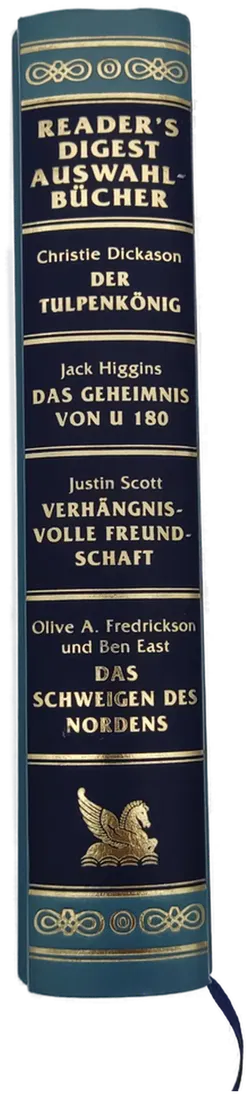 READER'S
DIGEST
AUSWAHL-
BÜCHER
Christie Dickason
DER
TULPENKÖNIG
Jack Higgins
DAS GEHEIMNIS
VON U 180
Justin Scott
VERHÄNGNIS-
VOLLE FREUND-
SCHAFT
Olive A. Fredrickson
und Ben East
DAS
SCHWEIGEN DES
NORDENS